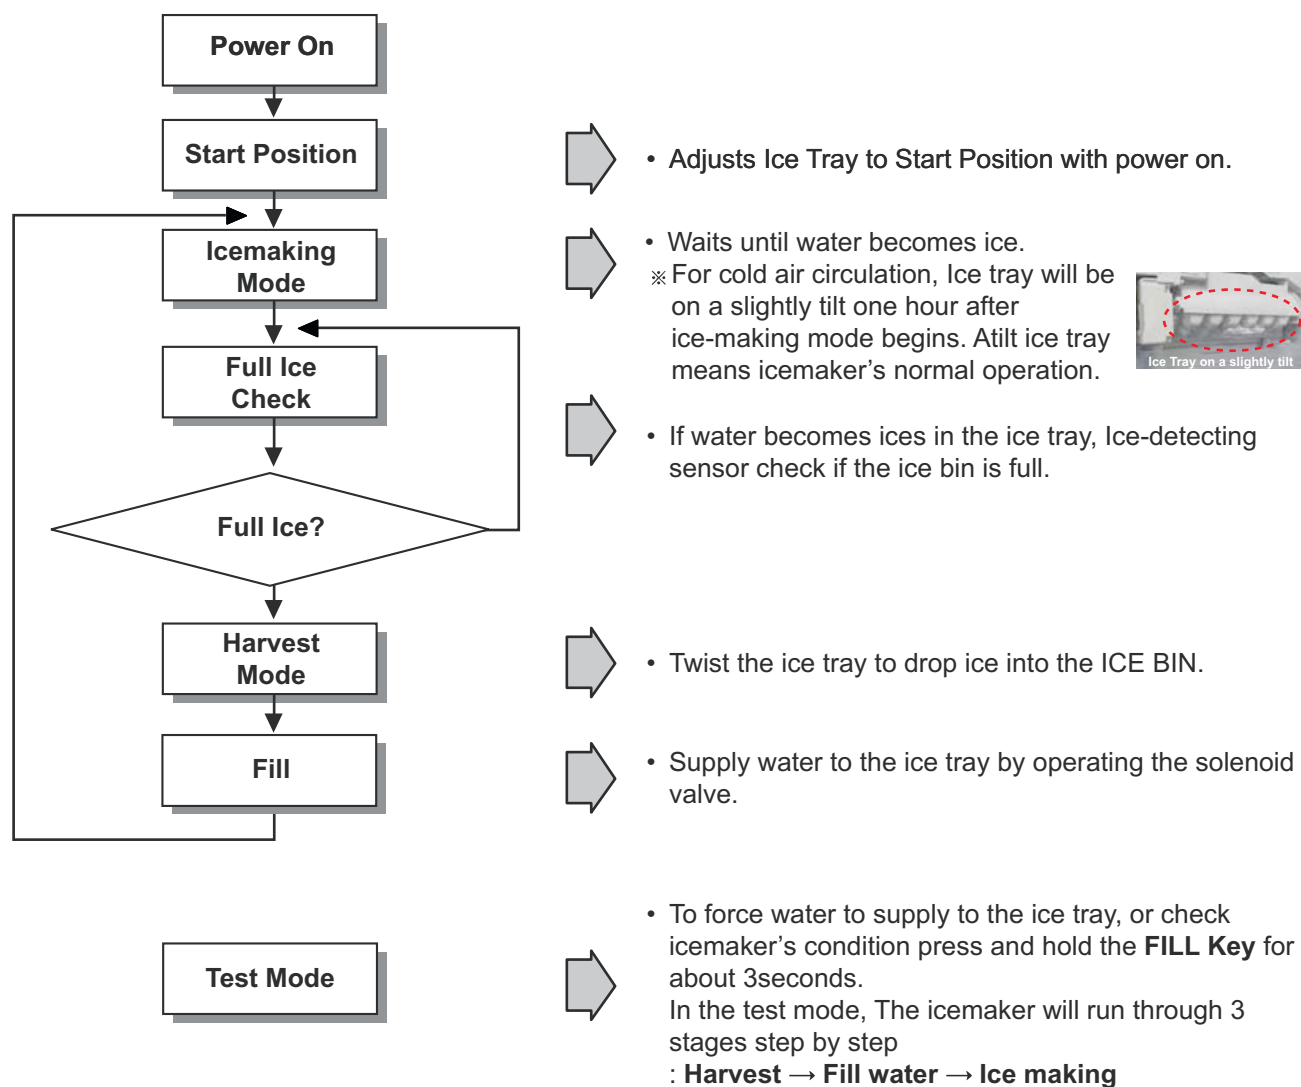 Power On
Start Position
• Adjusts Ice Tray to Start Position with power on.
Icemaking
Mode
• Waits until water becomes ice.
※ For cold air circulation, Ice tray will be
on a slightly tilt one hour after
ice-making mode begins. Atilt ice tray
means icemaker's normal operation.
Ice Tray on a slightly tilt
Full Ice
Check
• If water becomes ices in the ice tray, Ice-detecting
sensor check if the ice bin is full.
Full Ice?
Harvest
Mode
• Twist the ice tray to drop ice into the ICE BIN.
Fill
• Supply water to the ice tray by operating the solenoid
valve.
Test Mode
• To force water to supply to the ice tray, or check
icemaker's condition press and hold the FILL Key for
about 3seconds.
In the test mode, The icemaker will run through 3
stages step by step
: Harvest → Fill water → Ice making